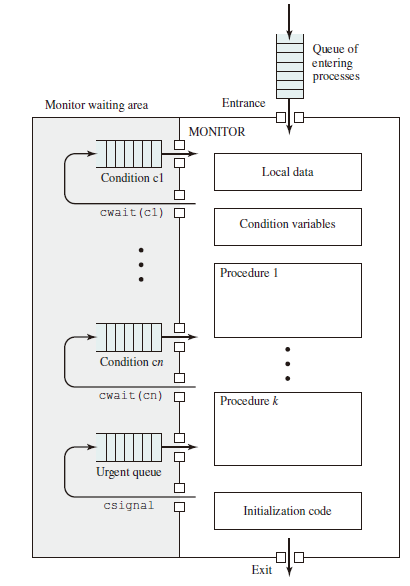 Queue of
entering
processes
Monitor waiting area
Entrance
MONITOR
Local data
Condition c1
cwait(c1)
Condition variables
Procedure 1
Condition cn
cwait(cn)
Procedure k
Urgent queue
csignal
Initialization code
Exit